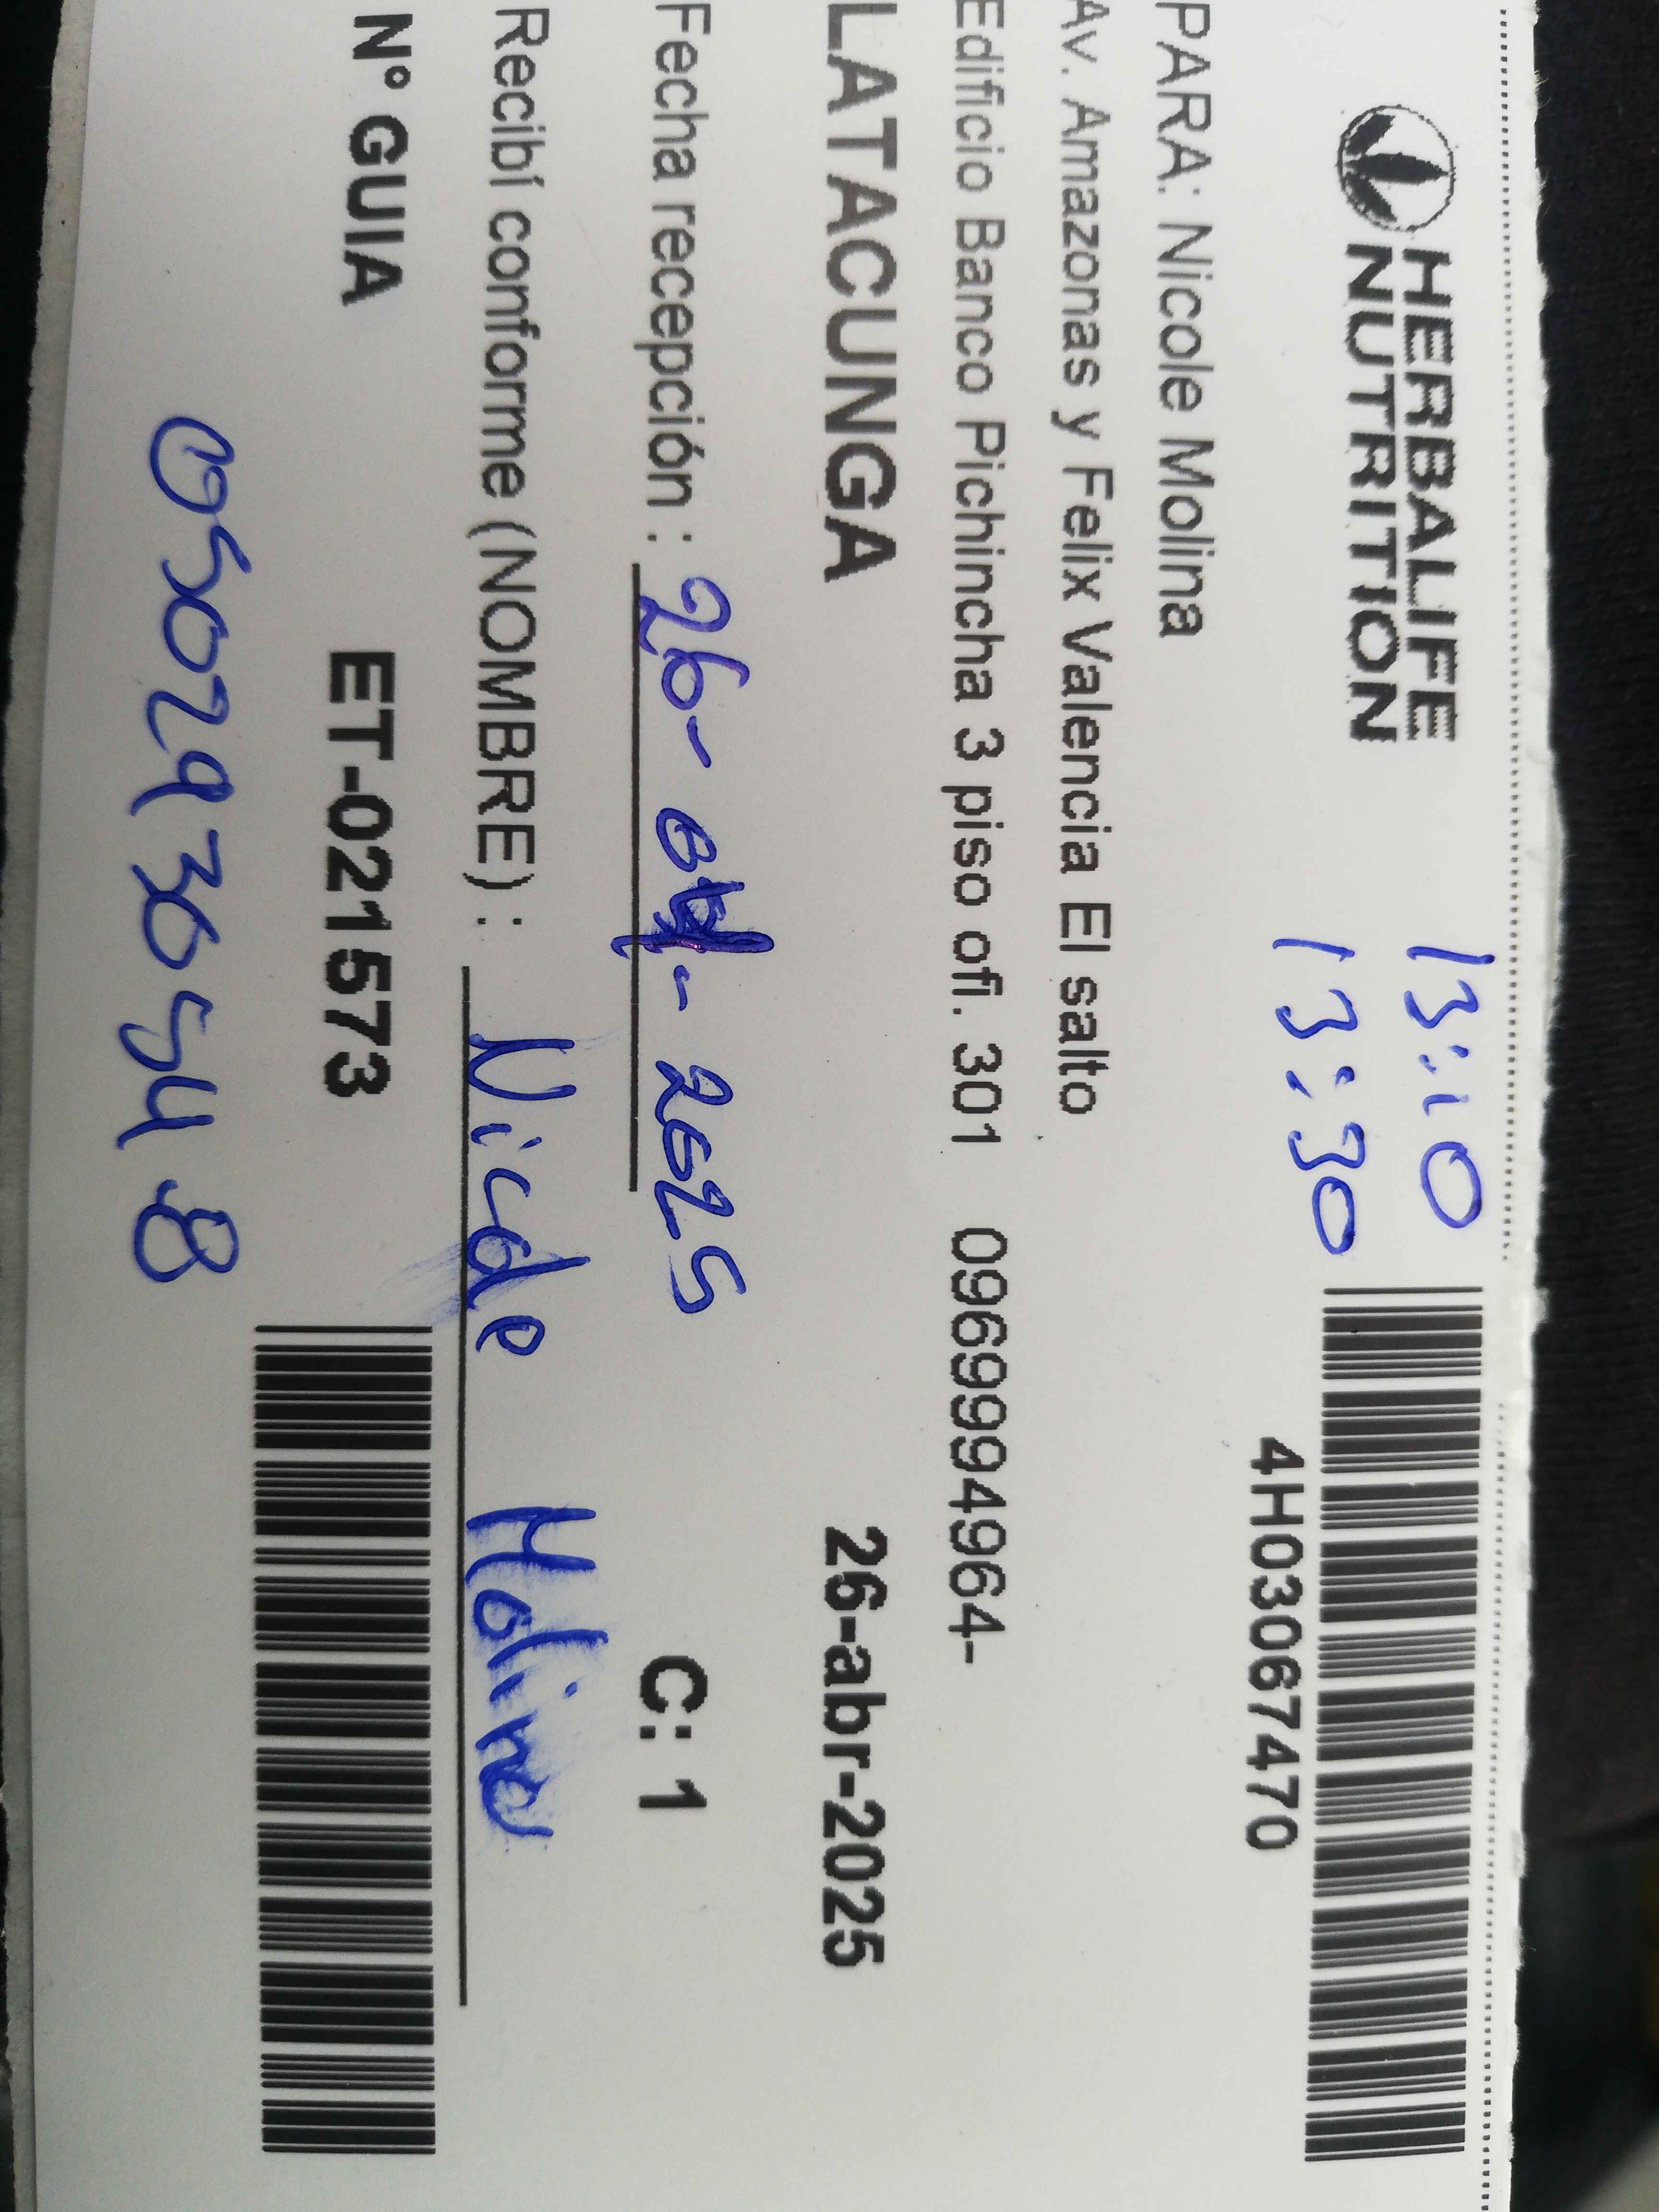 HERBALIFE
NUTRITION
13:10
13:30
4H03067470
PARA: Nicole Molina
Av. Amazonas y Felix Valencia El salto
Edificio Banco Pichincha 3 piso ofi. 301 0969994964-
LATACUNGA 26-abr-2025
Fecha recepción : 26-04-2025 C: 1
Recibí conforme (NOMBRE) : Nicole Molina
N° GUIA ET-021573
0502936548